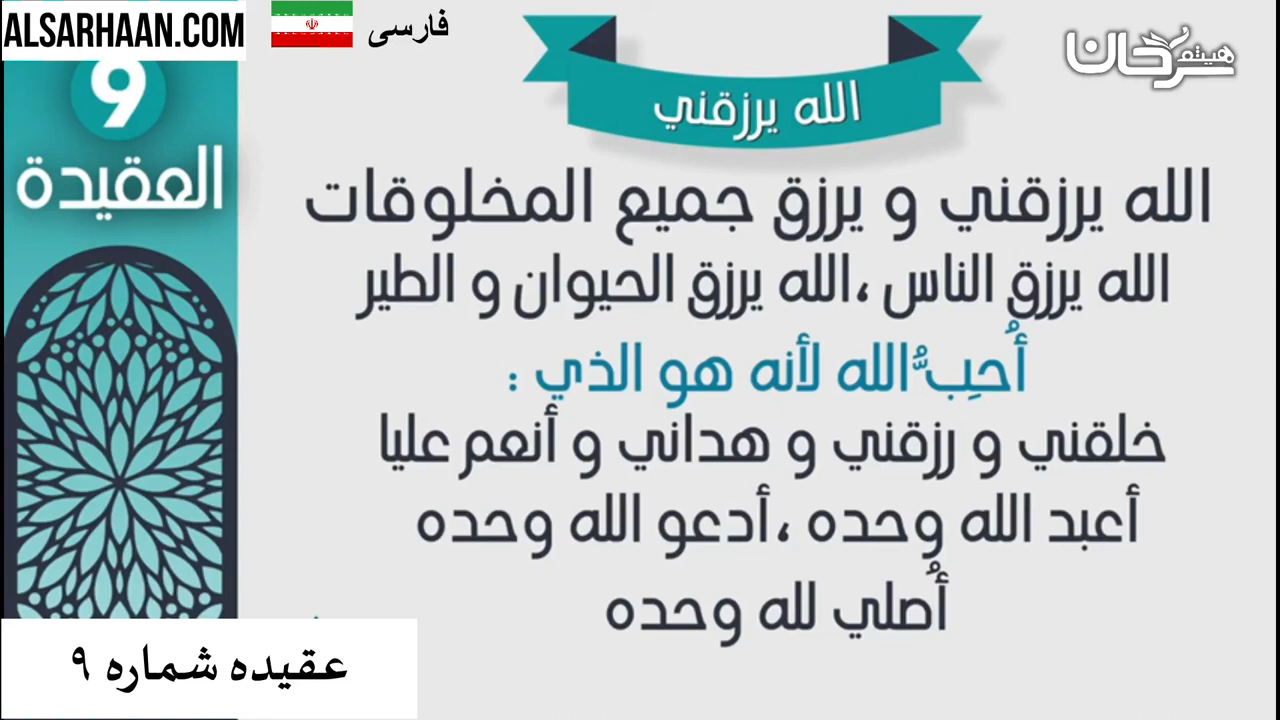 ALSARHAAN.COM
فارسی
هيثم سرحان
9
العقيدة
الله يرزقني
الله يرزقني و يرزق جميع المخلوقات
الله يرزق الناس ،الله يرزق الحيوان و الطير
أُحِبُّ الله لأنه هو الذي :
خلقني و رزقني و هداني و أنعم عليا
أعبد الله وحده ،أدعو الله وحده
أُصلي لله وحده
عقیده شماره ۹